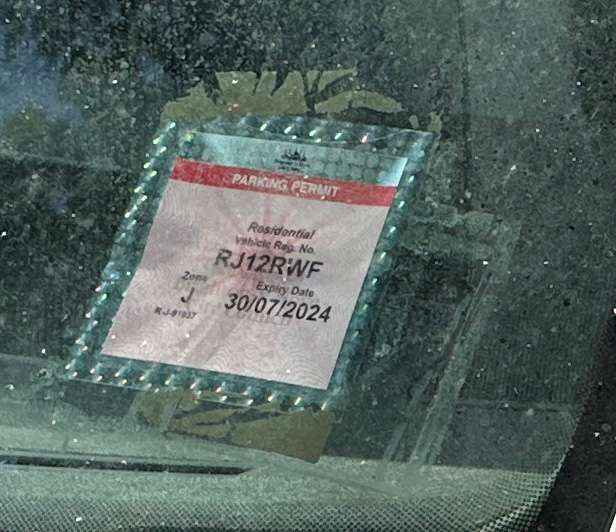 PARKING PERMIT
Residential
Vehicle Reg. No.
RJ12RWF
Zone Expiry Date
J 30/07/2024